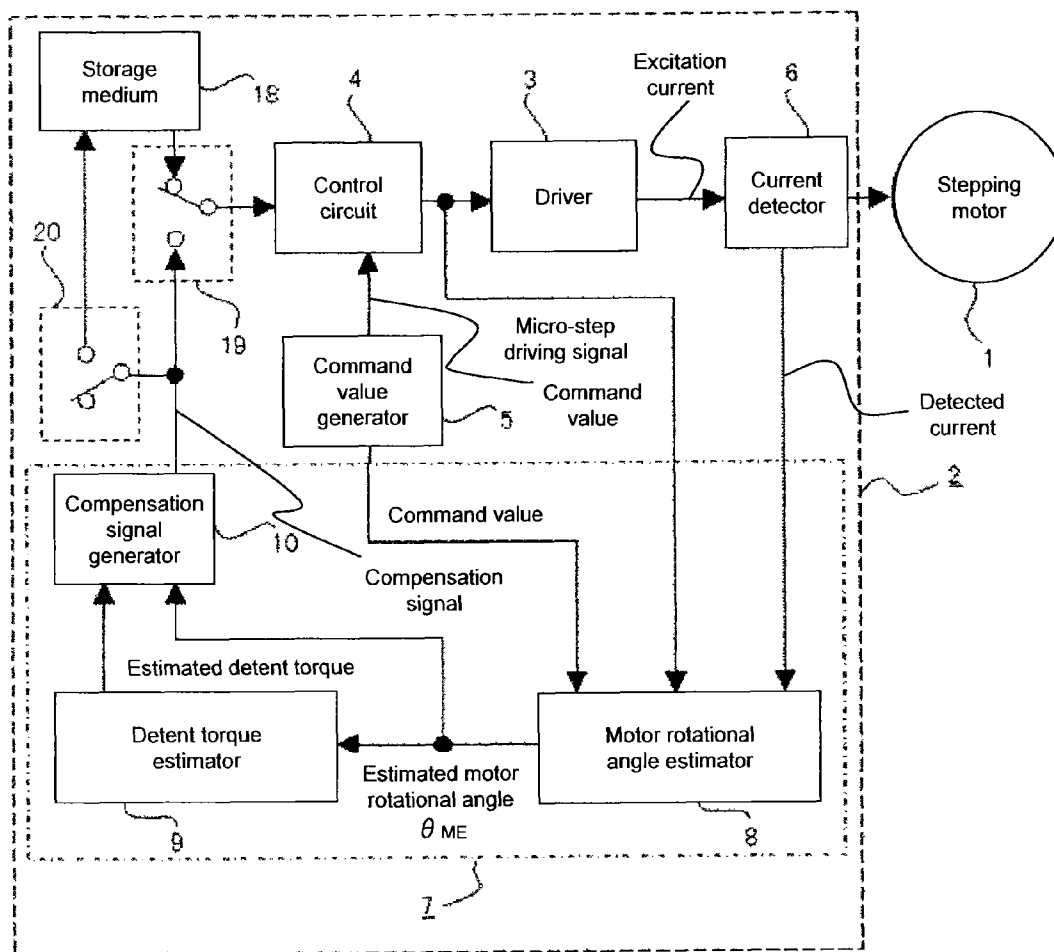 Storage
medium
18
4
Control
circuit
3
Driver
Excitation
current
6
Current
detector
Stepping
motor
1
20
19
Command
value
generator
5
Micro-step
driving signal
Command
value
Detected
current
2
Compensation
signal
generator
10
Command value
Compensation
signal
Estimated detent torque
Detent torque
estimator
9
Estimated motor
rotational angle
θ ME
Motor rotational
angle estimator
8
7